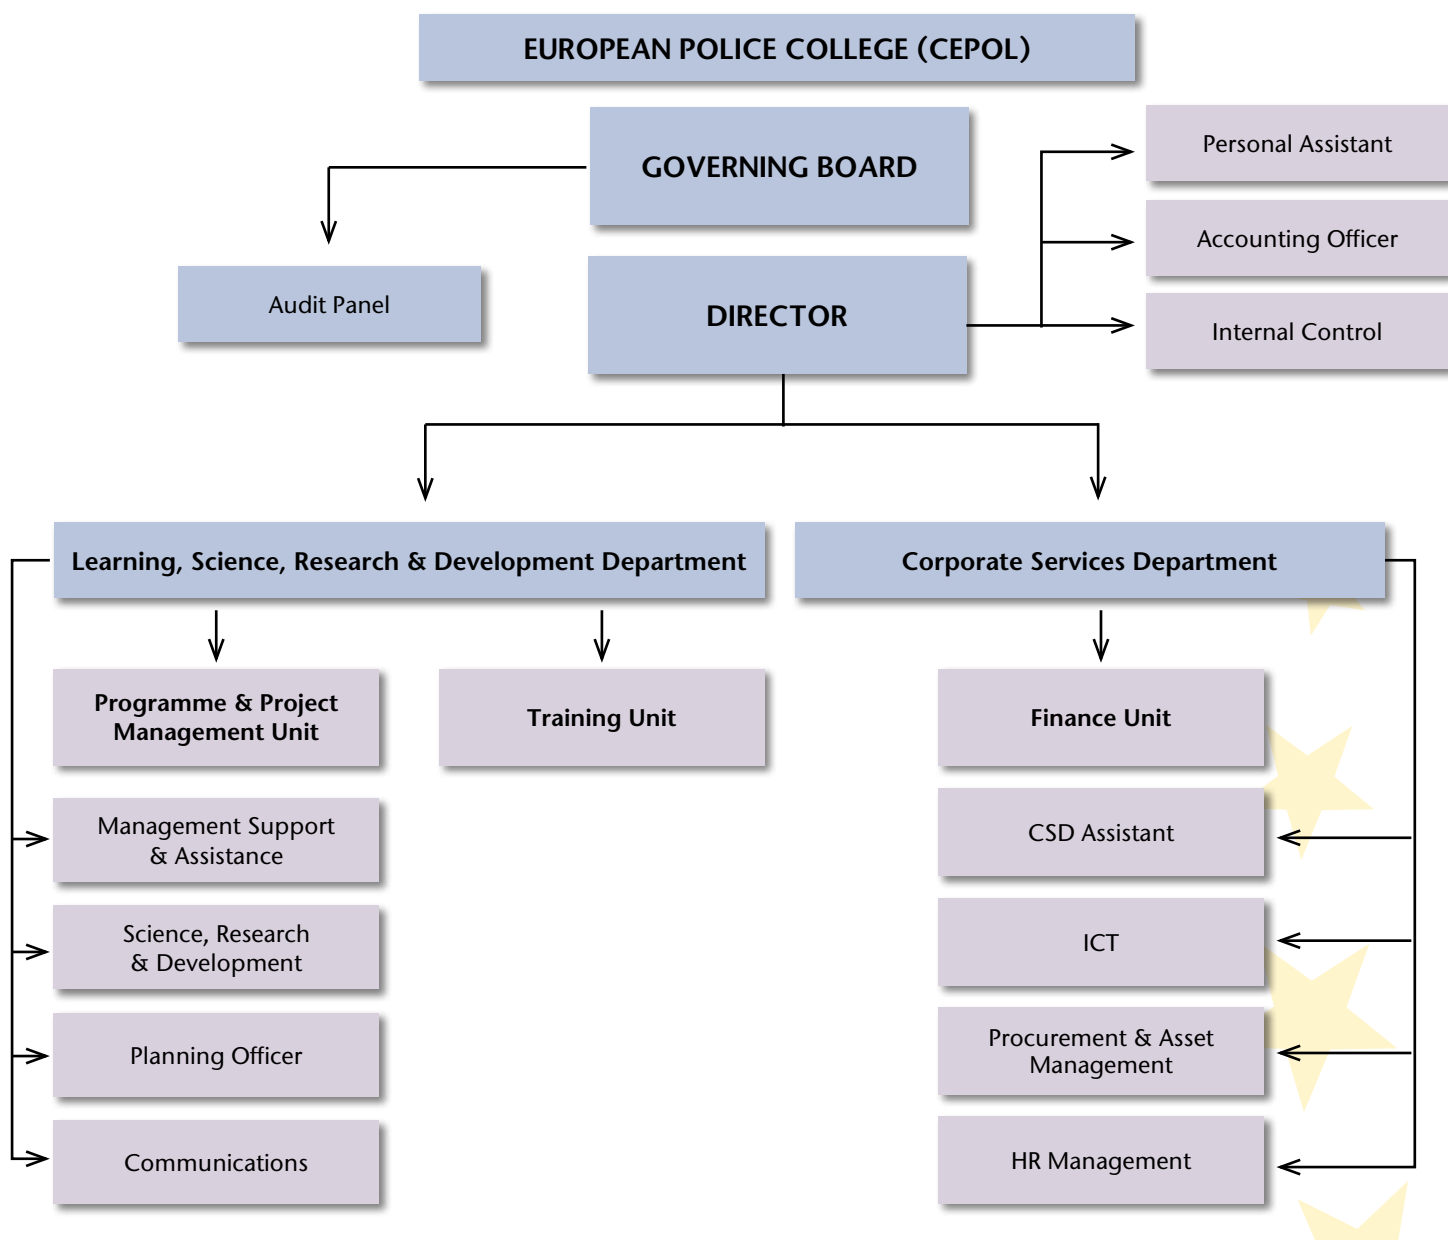 EUROPEAN POLICE COLLEGE (CEPOL)
GOVERNING BOARD
Personal Assistant
Accounting Officer
Audit Panel
DIRECTOR
Internal Control
Learning, Science, Research & Development Department
Corporate Services Department
Programme & Project
Management Unit
Training Unit
Finance Unit
Management Support
& Assistance
CSD Assistant
Science, Research
& Development
ICT
Planning Officer
Procurement & Asset
Management
Communications
HR Management